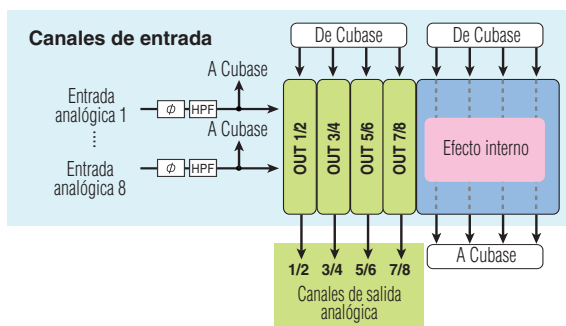 Canales de entrada
De Cubase
De Cubase
A Cubase
Entrada
analógica 1
ϕ
HPF
A Cubase
Entrada
analógica 8
ϕ
HPF
OUT 1/2
OUT 3/4
OUT 5/6
OUT 7/8
Efecto interno
1/2 3/4 5/6 7/8
Canales de salida
analógica
A Cubase